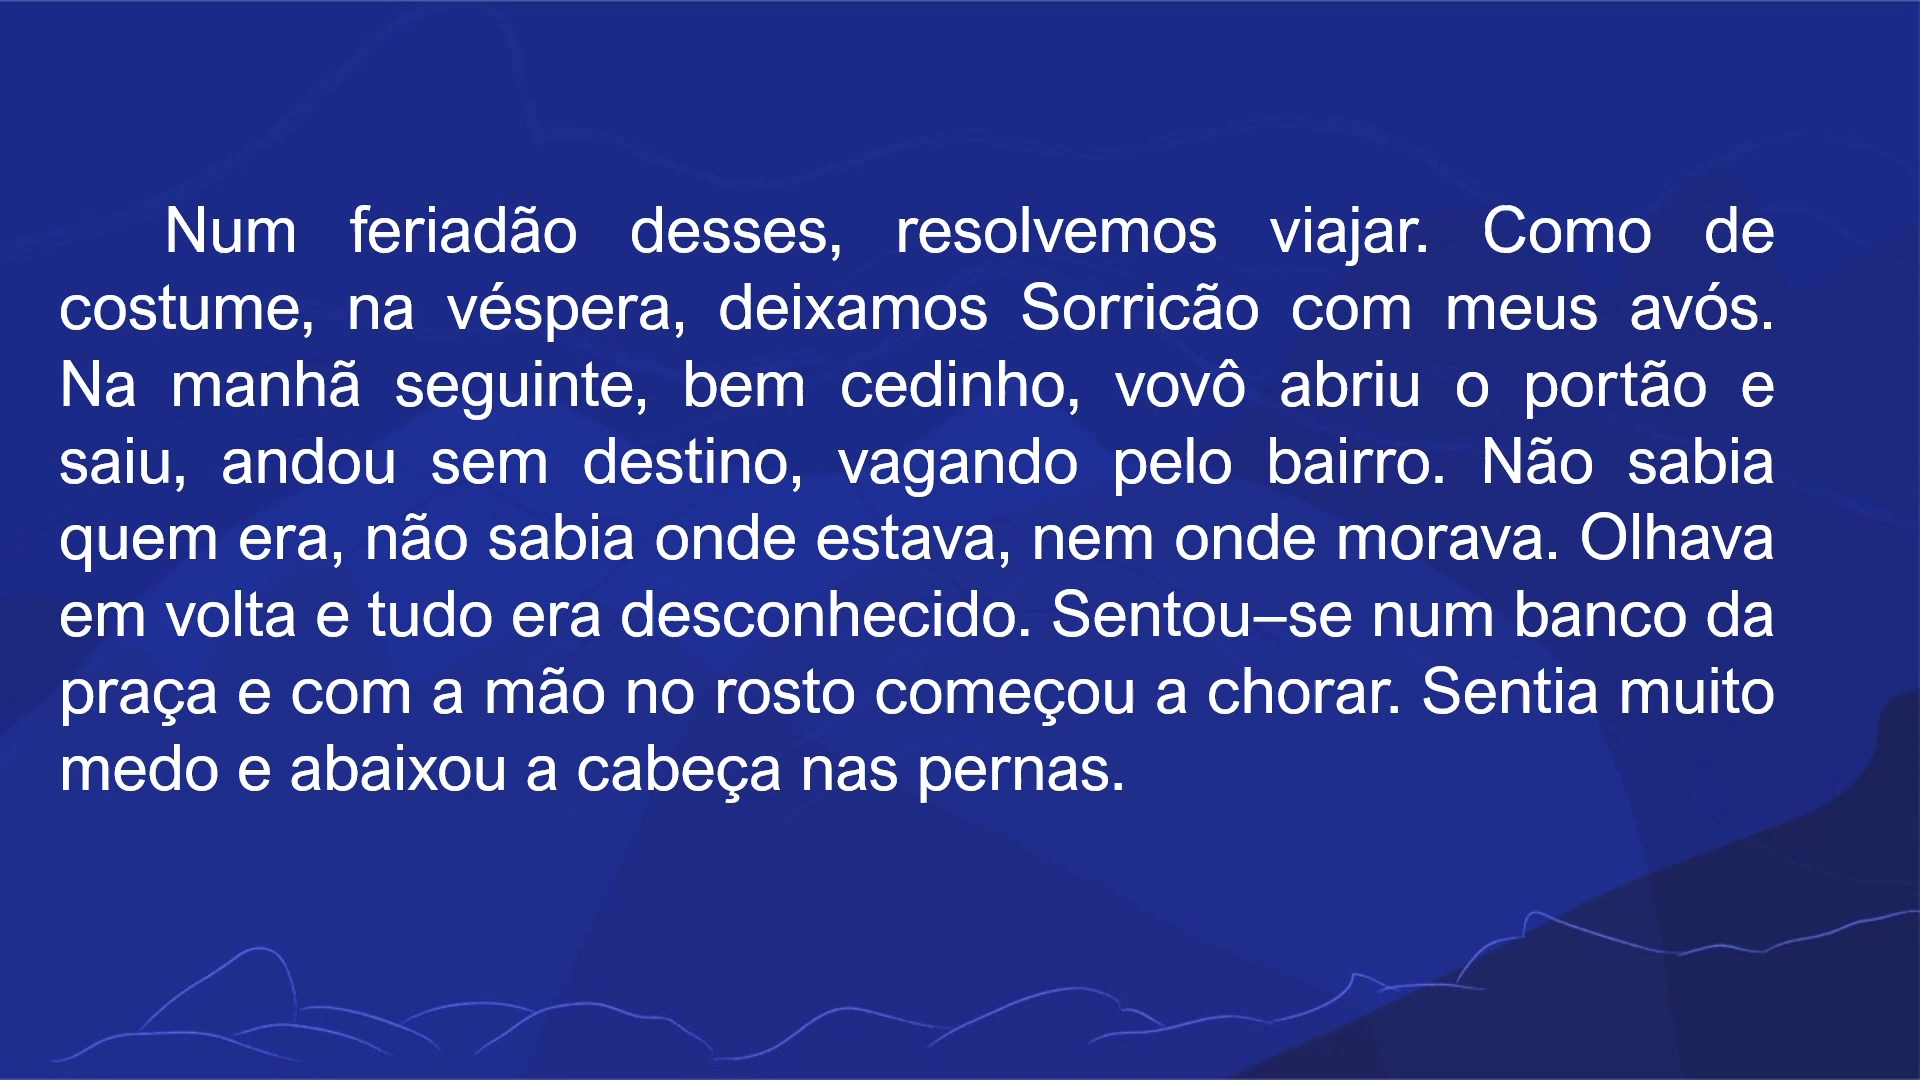 Num feriadão desses, resolvemos viajar. Como de
costume, na véspera, deixamos Sorricão com meus avós.
Na manhã seguinte, bem cedinho, vovô abriu o portão e
saiu, andou sem destino, vagando pelo bairro. Não sabia
quem era, não sabia onde estava, nem onde morava. Olhava
em volta e tudo era desconhecido. Sentou–se num banco da
praça e com a mão no rosto começou a chorar. Sentia muito
medo e abaixou a cabeça nas pernas.